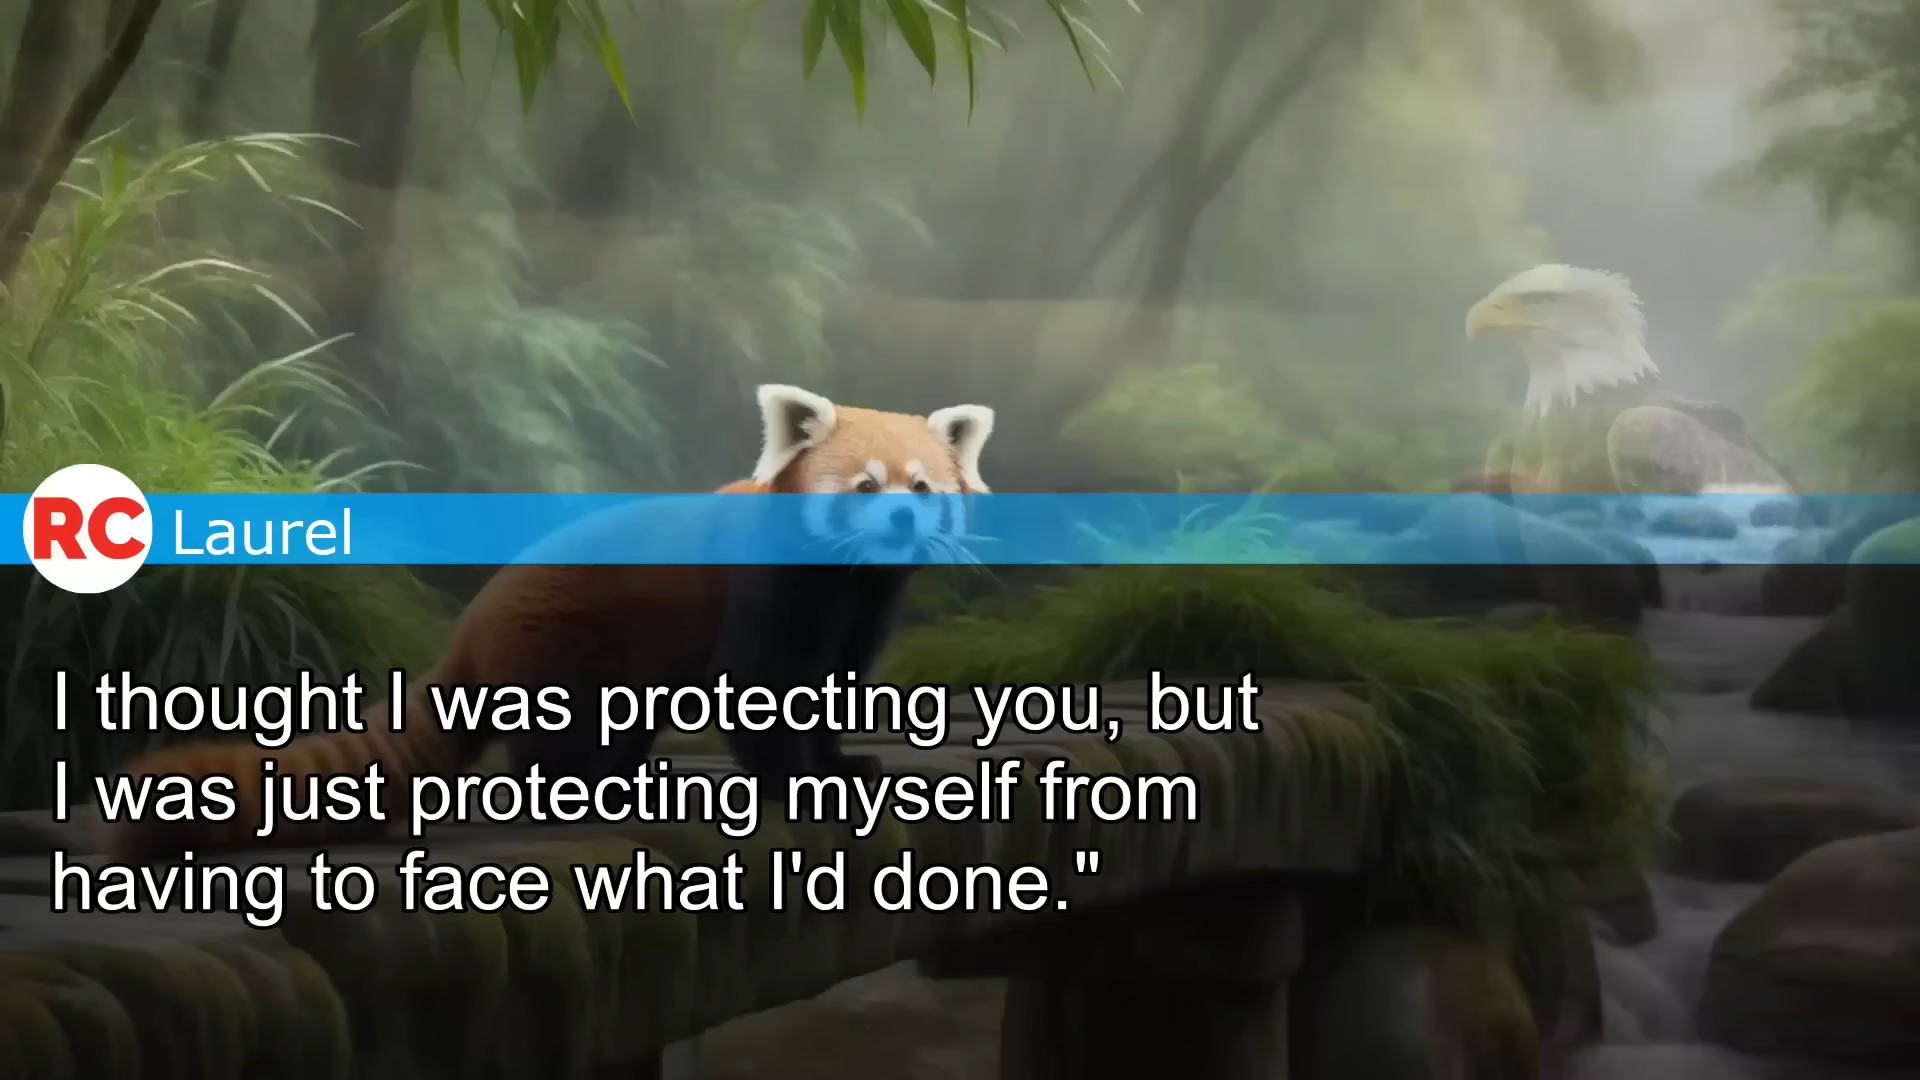 RC Laurel
I thought I was protecting you, but
I was just protecting myself from
having to face what I'd done."